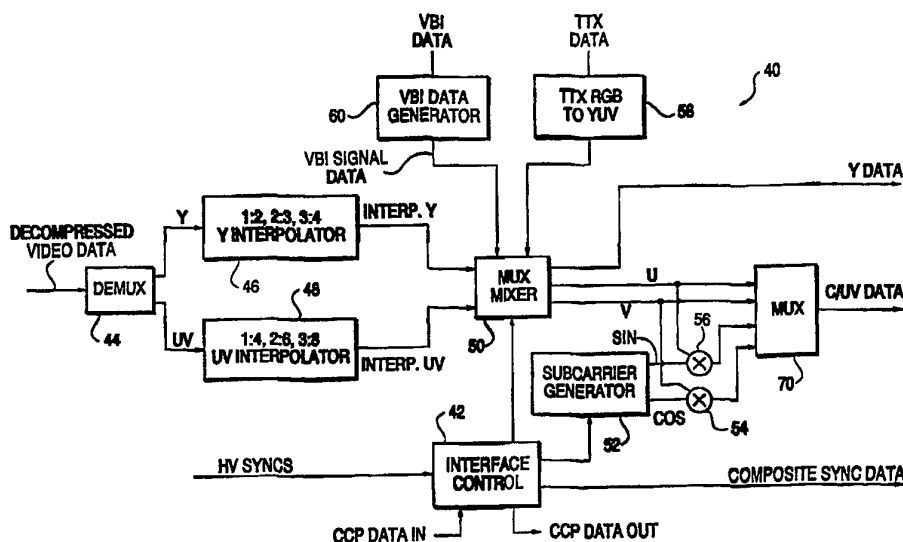 VBI
DATA
TTX
DATA
40
60
VBI DATA
GENERATOR
TTX RGB
TO YUV
58
VBI SIGNAL
DATA
Y DATA
Y
1:2, 2:3, 3:4
Y INTERPOLATOR
INTERP. Y
DECOMPRESSED
VIDEO DATA
46
DEMUX
44
48
MUX
MIXER
50
U
V
MUX
C/UV DATA
70
UV
1:4, 2:6, 3:8
UV INTERPOLATOR
INTERP. UV
SIN
56
SUBCARRIER
GENERATOR
COS
52
54
42
HV SYNCS
INTERFACE
CONTROL
COMPOSITE SYNC DATA
CCP DATA IN
CCP DATA OUT